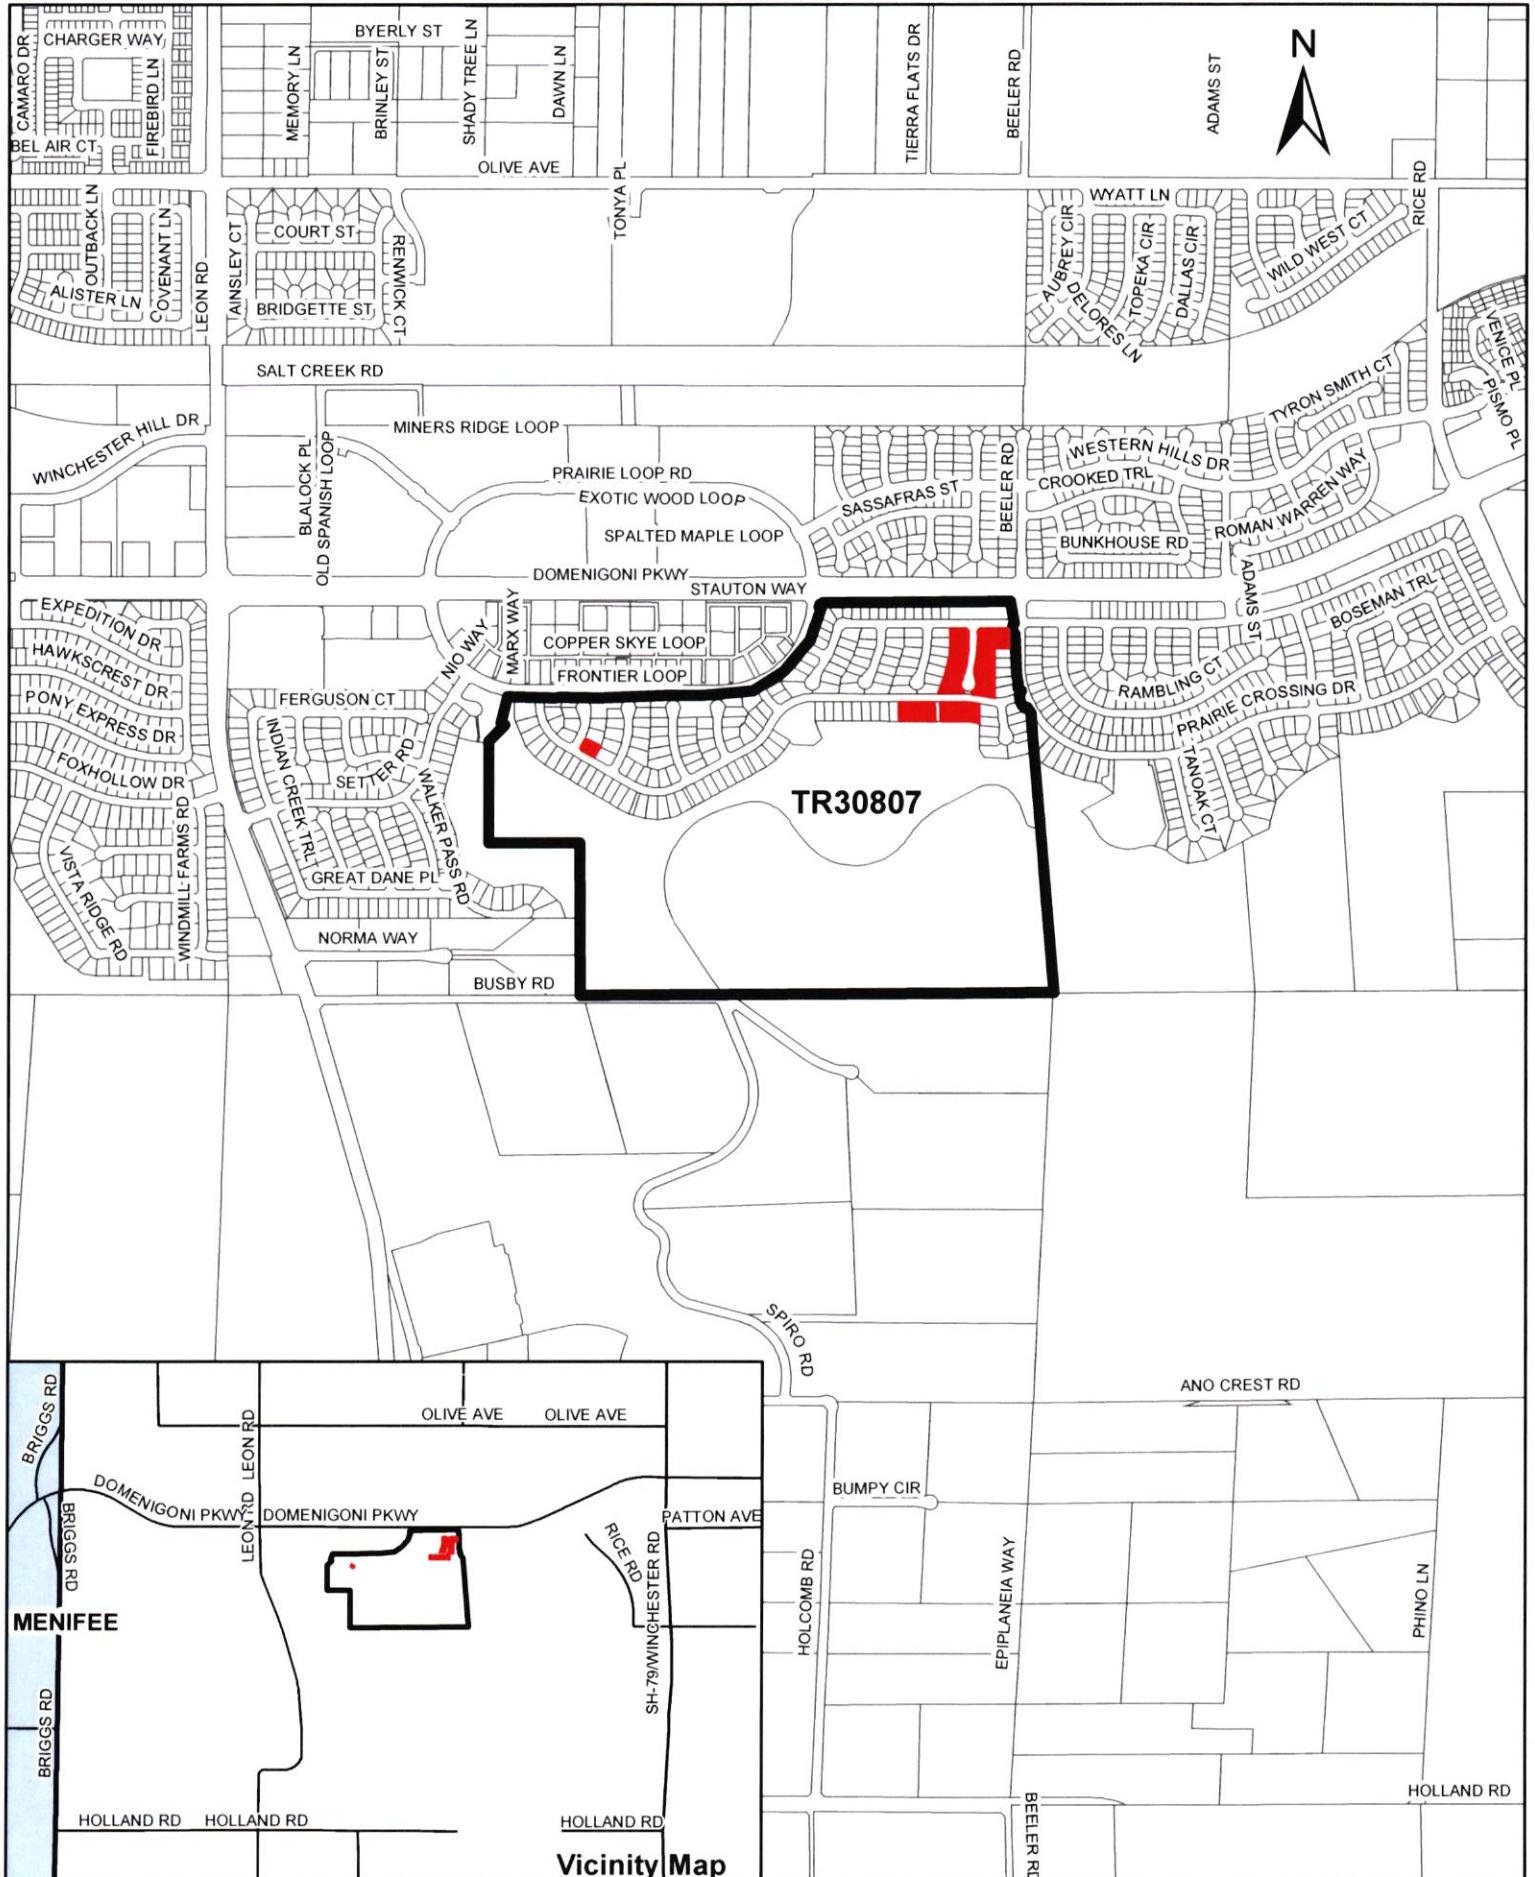 CHARGER WAY
CAMARO DR
FIREBIRD LN
BEL AIR CT
MEMORY LN
BYERLY ST
BRINLEY ST
SHADY TREE LN
DAWN LN
TIERRA FLATS DR
BEELER RD
ADAMS ST
N
OLIVE AVE
TONYA PL
RICE RD
OUTBACK LN
COVENANT LN
ALISTER LN
LEON RD
AINSLEY CT
COURT ST
RENWICK CT
BRIDGETTE ST
WYATT LN
AUBREY CIR
DELORES LN
TOPEKA CIR
DALLAS CIR
WILD WEST CT
VENICE PL
PISMO PL
SALT CREEK RD
TYRON SMITH CT
WINCHESTER HILL DR
MINERS RIDGE LOOP
BLALOCK PL
OLD SPANISH LOOP
PRAIRIE LOOP RD
EXOTIC WOOD LOOP
SPALTED MAPLE LOOP
SASSAFRAS ST
BEELER RD
WESTERN HILLS DR
CROOKED TRL
BUNKHOUSE RD
ROMAN WARREN WAY
DOMENIGONI PKWY
STAUTON WAY
ADAMS ST
BOSEMAN TRL
EXPEDITION DR
HAWKSCREST DR
PONY EXPRESS DR
FOXHOLLOW DR
NIO WAY
MARX WAY
COPPER SKYE LOOP
FRONTIER LOOP
RAMBLING CT
PRAIRIE CROSSING DR
TANOAK CT
FERGUSON CT
INDIAN CREEK TRL
SETTER RD
WALKER PASS RD
GREAT DANE PL
VISTA RIDGE RD
WINDMILL FARMS RD
NORMA WAY
BUSBY RD
TR30807
SPIRO RD
ANO CREST RD
BUMPY CIR
HOLCOMB RD
EPIPLANEIA WAY
PHINO LN
HOLLAND RD
BEELER RD
BRIGGS RD
LEON RD
OLIVE AVE
OLIVE AVE
DOMENIGONI PKWY
DOMENIGONI PKWY
LEON RD
PATTON AVE
BRIGGS RD
RICE RD
SH-79/WINCHESTER RD
MENIFEE
BRIGGS RD
HOLLAND RD
HOLLAND RD
HOLLAND RD
Vicinity Map